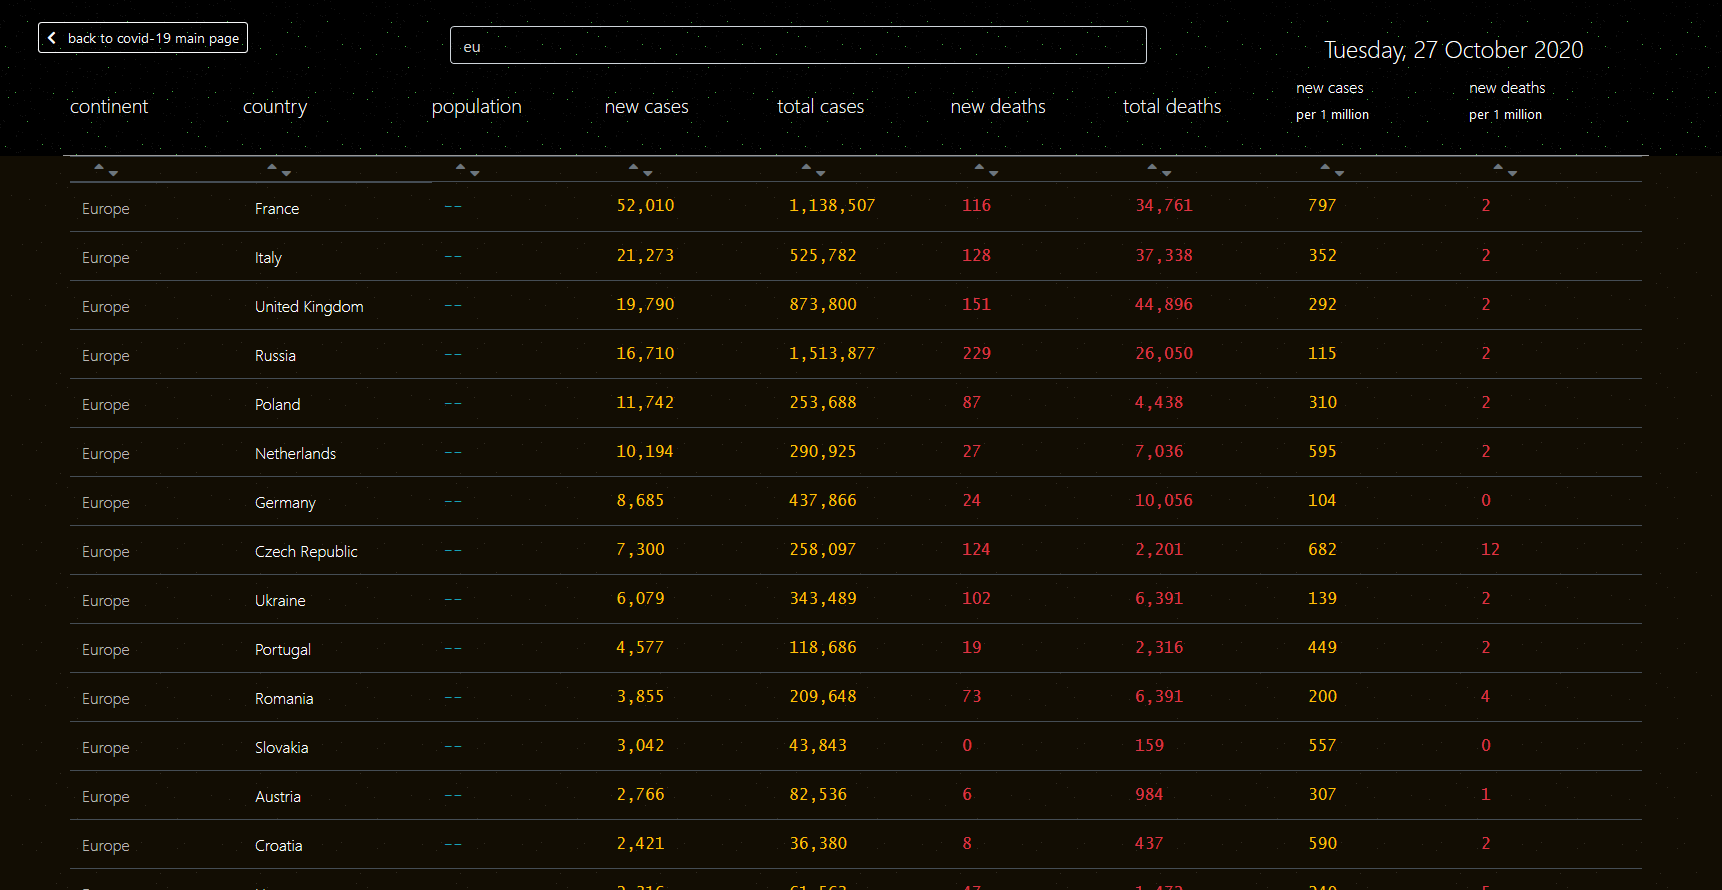 back to covid-19 main page
eu
Tuesday, 27 October 2020
continent country population new cases total cases new deaths total deaths new cases per 1 million new deaths per 1 million
Europe France -- 52,010 1,138,507 116 34,761 797 2
Europe Italy -- 21,273 525,782 128 37,338 352 2
Europe United Kingdom -- 19,790 873,800 151 44,896 292 2
Europe Russia -- 16,710 1,513,877 229 26,050 115 2
Europe Poland -- 11,742 253,688 87 4,438 310 2
Europe Netherlands -- 10,194 290,925 27 7,036 595 2
Europe Germany -- 8,685 437,866 24 10,056 104 0
Europe Czech Republic -- 7,300 258,097 124 2,201 682 12
Europe Ukraine -- 6,079 343,489 102 6,391 139 2
Europe Portugal -- 4,577 118,686 19 2,316 449 2
Europe Romania -- 3,855 209,648 73 6,391 200 4
Europe Slovakia -- 3,042 43,843 0 159 557 0
Europe Austria -- 2,766 82,536 6 984 307 1
Europe Croatia -- 2,421 36,380 8 437 590 2